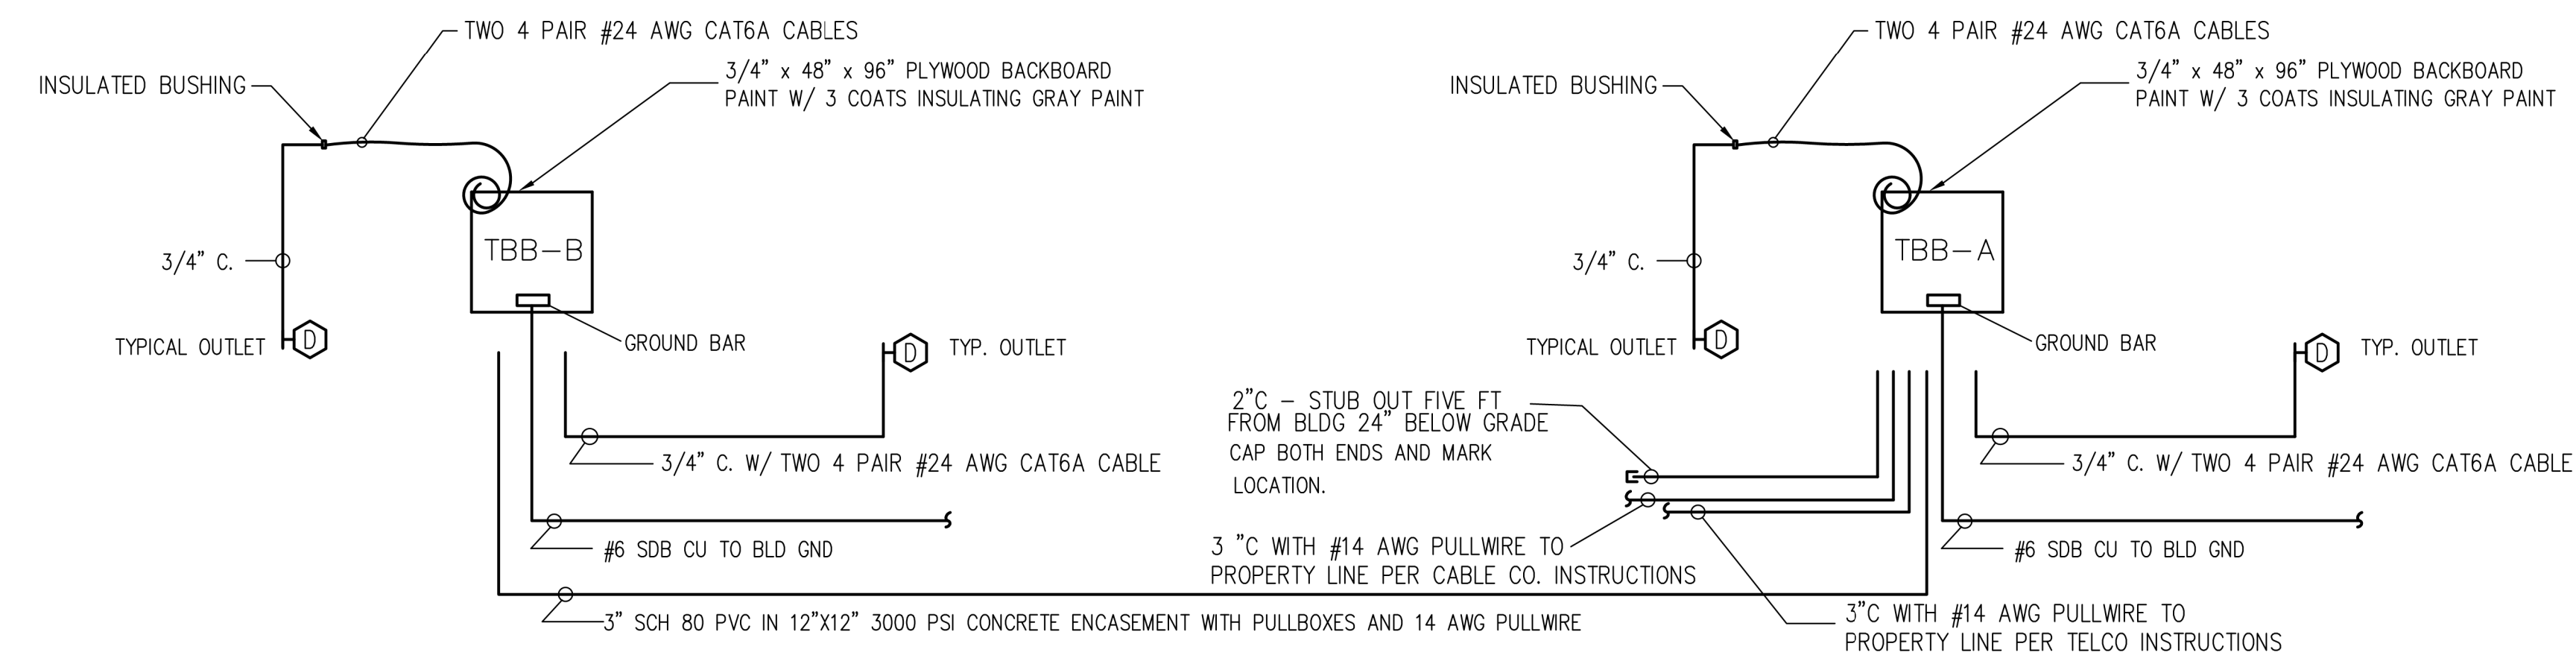 TWO 4 PAIR #24 AWG CAT6A CABLES
INSULATED BUSHING
3/4" x 48" x 96" PLYWOOD BACKBOARD
PAINT W/ 3 COATS INSULATING GRAY PAINT
TBB-B
3/4" C.
TYPICAL OUTLET
D
GROUND BAR
D
TYP. OUTLET
3/4" C. W/ TWO 4 PAIR #24 AWG CAT6A CABLE
#6 SDB CU TO BLD GND
3" SCH 80 PVC IN 12"X12" 3000 PSI CONCRETE ENCASEMENT WITH PULLBOXES AND 14 AWG PULLWIRE
TWO 4 PAIR #24 AWG CAT6A CABLES
INSULATED BUSHING
3/4" x 48" x 96" PLYWOOD BACKBOARD
PAINT W/ 3 COATS INSULATING GRAY PAINT
TBB-A
3/4" C.
TYPICAL OUTLET
D
GROUND BAR
D
TYP. OUTLET
2"C - STUB OUT FIVE FT
FROM BLDG 24" BELOW GRADE
CAP BOTH ENDS AND MARK
LOCATION.
3/4" C. W/ TWO 4 PAIR #24 AWG CAT6A CABLE
3 "C WITH #14 AWG PULLWIRE TO
PROPERTY LINE PER CABLE CO. INSTRUCTIONS
#6 SDB CU TO BLD GND
3"C WITH #14 AWG PULLWIRE TO
PROPERTY LINE PER TELCO INSTRUCTIONS